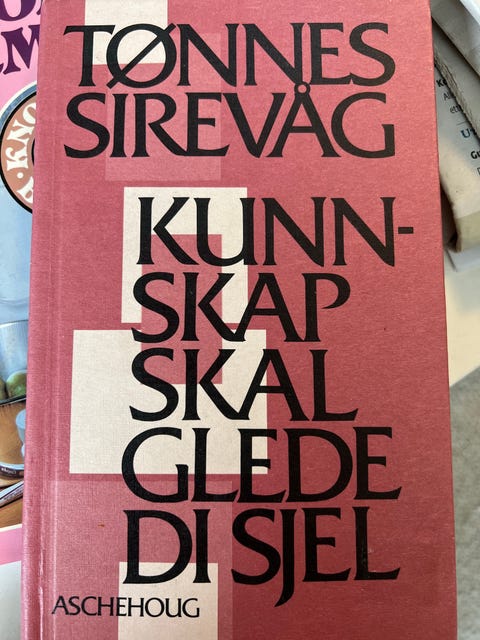 TØNNES
SIREVÅG
KUNN-
SKAP
SKAL
GLEDE
DI SJEL
ASCHEHOUG